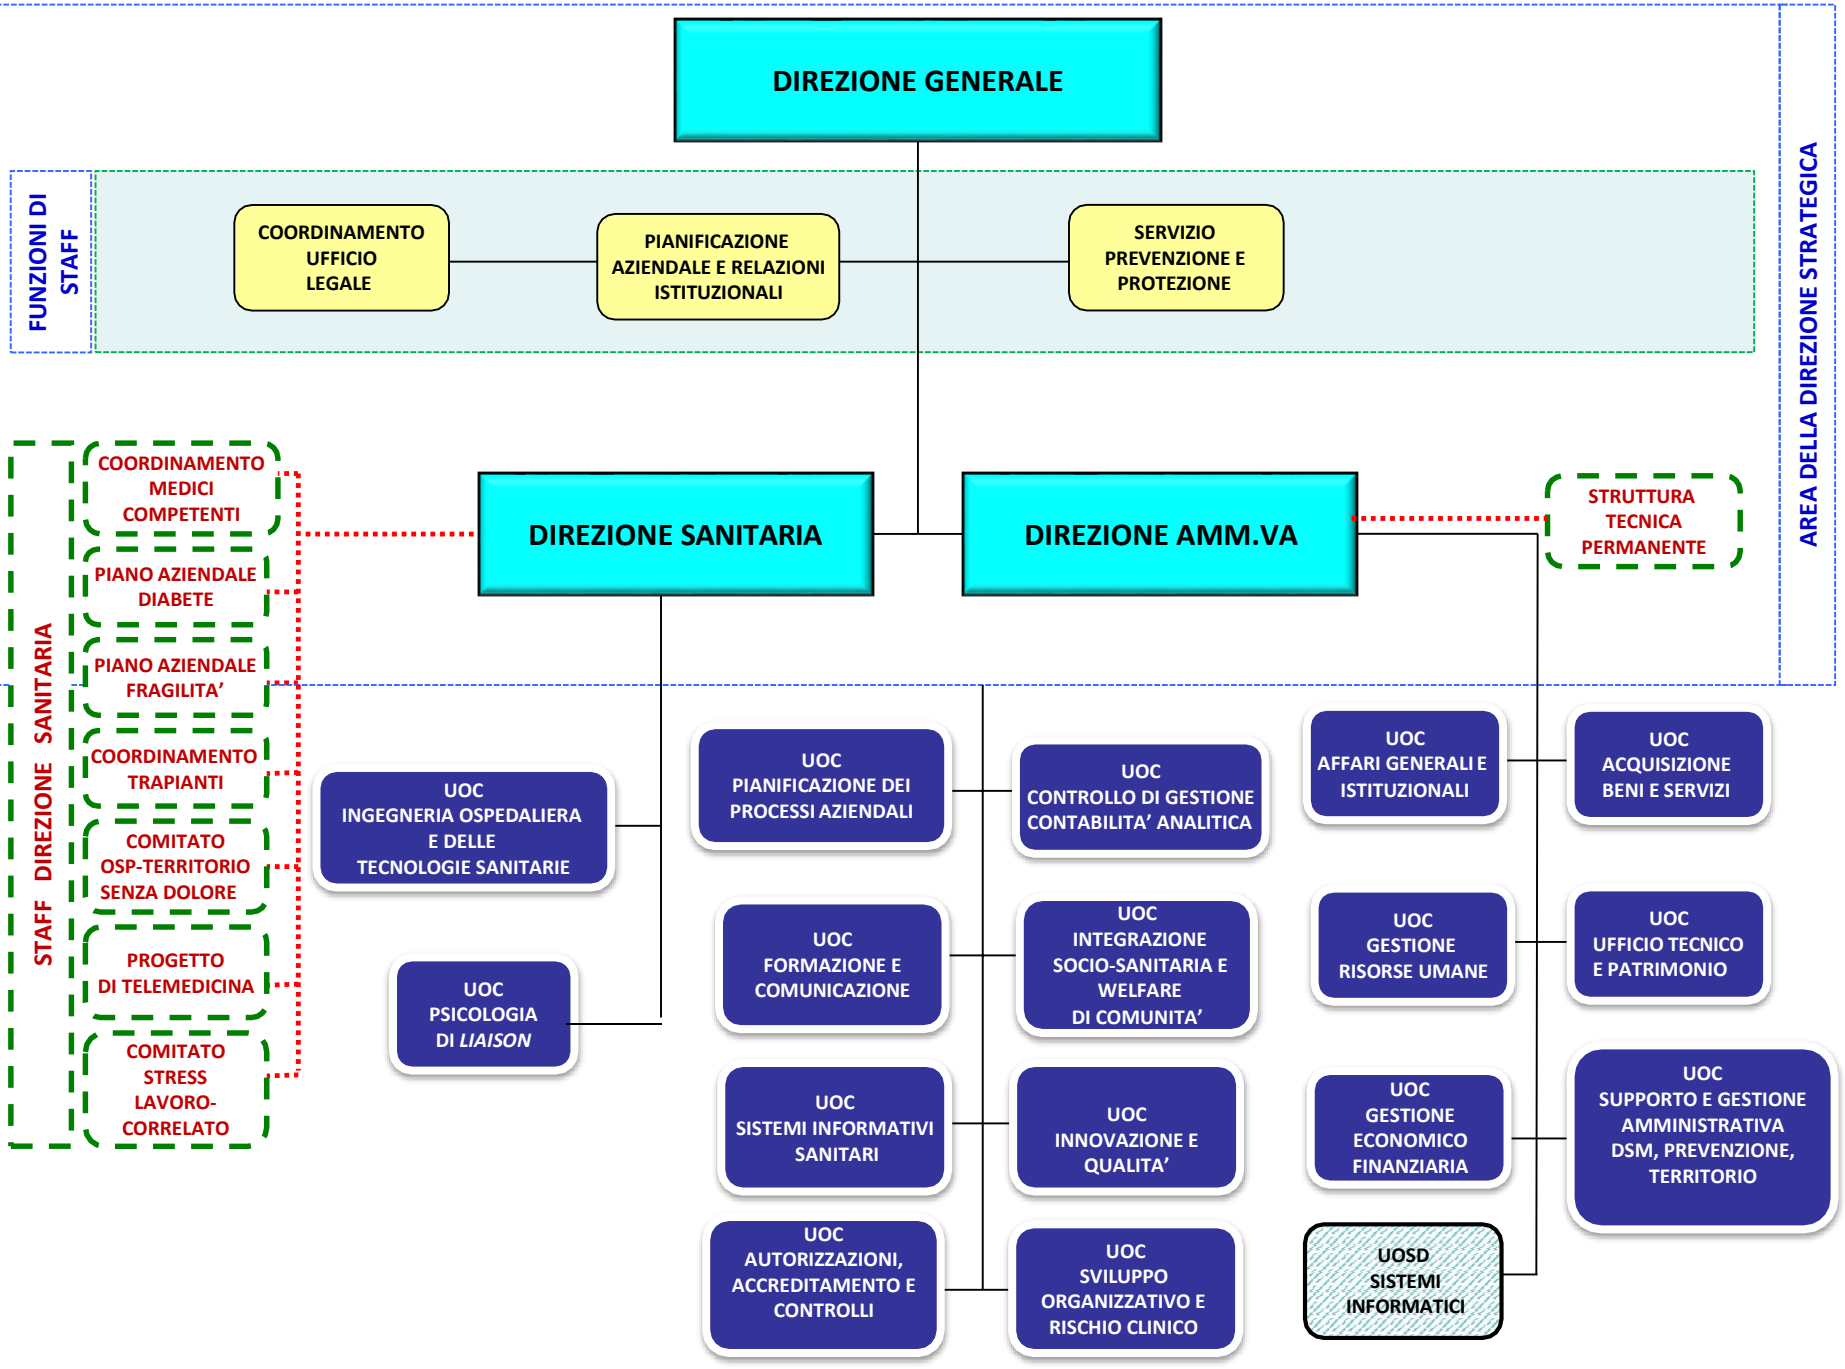 DIREZIONE GENERALE
AREA DELLA DIREZIONE STRATEGICA
FUNZIONI DI
STAFF
COORDINAMENTO
UFFICIO
LEGALE
PIANIFICAZIONE
AZIENDALE E RELAZIONI
ISTITUZIONALI
SERVIZIO
PREVENZIONE E
PROTEZIONE
DIREZIONE SANITARIA
DIREZIONE AMM.VA
STRUTTURA
TECNICA
PERMANENTE
STAFF DIREZIONE SANITARIA
COORDINAMENTO
MEDICI
COMPETENTI
PIANO AZIENDALE
DIABETE
PIANO AZIENDALE
FRAGILITA’
COORDINAMENTO
TRAPIANTI
COMITATO
OSP-TERRITORIO
SENZA DOLORE
PROGETTO
DI TELEMEDICINA
COMITATO
STRESS
LAVORO-
CORRELATO
UOC
INGEGNERIA OSPEDALIERA
E DELLE
TECNOLOGIE SANITARIE
UOC
PSICOLOGIA
DI LIAISON
UOC
PIANIFICAZIONE DEI
PROCESSI AZIENDALI
UOC
CONTROLLO DI GESTIONE
CONTABILITA’ ANALITICA
UOC
FORMAZIONE E
COMUNICAZIONE
UOC
INTEGRAZIONE
SOCIO-SANITARIA E
WELFARE
DI COMUNITA’
UOC
SISTEMI INFORMATIVI
SANITARI
UOC
INNOVAZIONE E
QUALITA’
UOC
AUTORIZZAZIONI,
ACCREDITAMENTO E
CONTROLLI
UOC
SVILUPPO
ORGANIZZATIVO E
RISCHIO CLINICO
UOC
AFFARI GENERALI E
ISTITUZIONALI
UOC
ACQUISIZIONE
BENI E SERVIZI
UOC
GESTIONE
RISORSE UMANE
UOC
UFFICIO TECNICO
E PATRIMONIO
UOC
GESTIONE
ECONOMICO
FINANZIARIA
UOC
SUPPORTO E GESTIONE
AMMINISTRATIVA
DSM, PREVENZIONE,
TERRITORIO
UOSD
SISTEMI
INFORMATICI